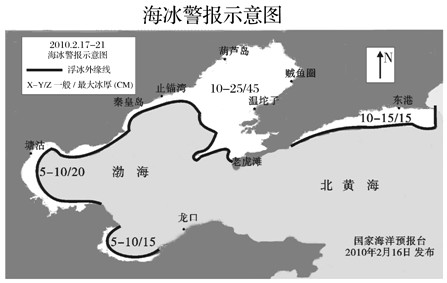 海冰警报示意图
2010.2.17-21
海冰警报示意图
浮冰外缘线
X-Y/Z 一般/最大冰厚(CM)
葫芦岛
N
止锚湾
10-25/45
鲅鱼圈
秦皇岛
温坨子
东港
10-15/15
塘沽
老虎滩
5-10/20
渤海
北黄海
龙口
5-10/15
国家海洋预报台
2010年2月16日 发布